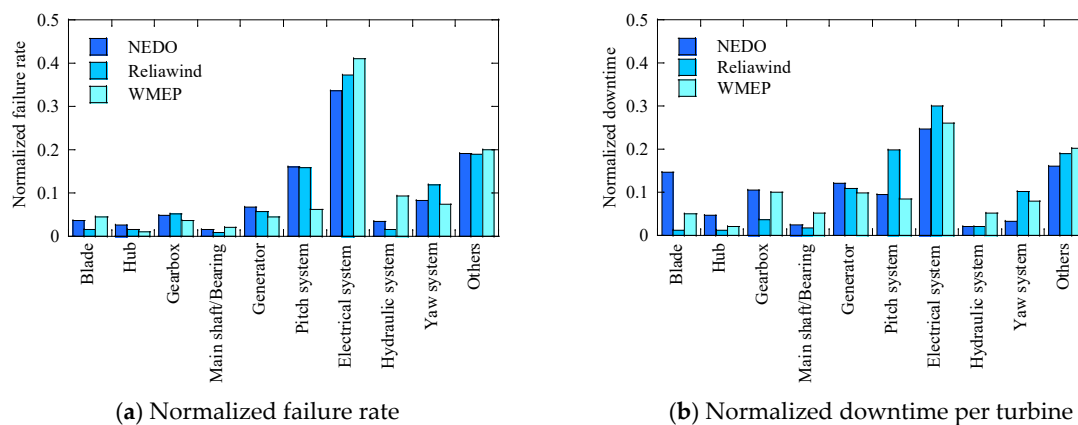 0.5
0.4
0.3
0.2
0.1
0
Normalized failure rate
NEDO
Reliawind
WMEP
Blade
Hub
Gearbox
Main shaft/Bearing
Generator
Pitch system
Electrical system
Hydraulic system
Yaw system
Others
(a) Normalized failure rate
0.5
0.4
0.3
0.2
0.1
0
Normalized downtime
NEDO
Reliawind
WMEP
Blade
Hub
Gearbox
Main shaft/Bearing
Generator
Pitch system
Electrical system
Hydraulic system
Yaw system
Others
(b) Normalized downtime per turbine